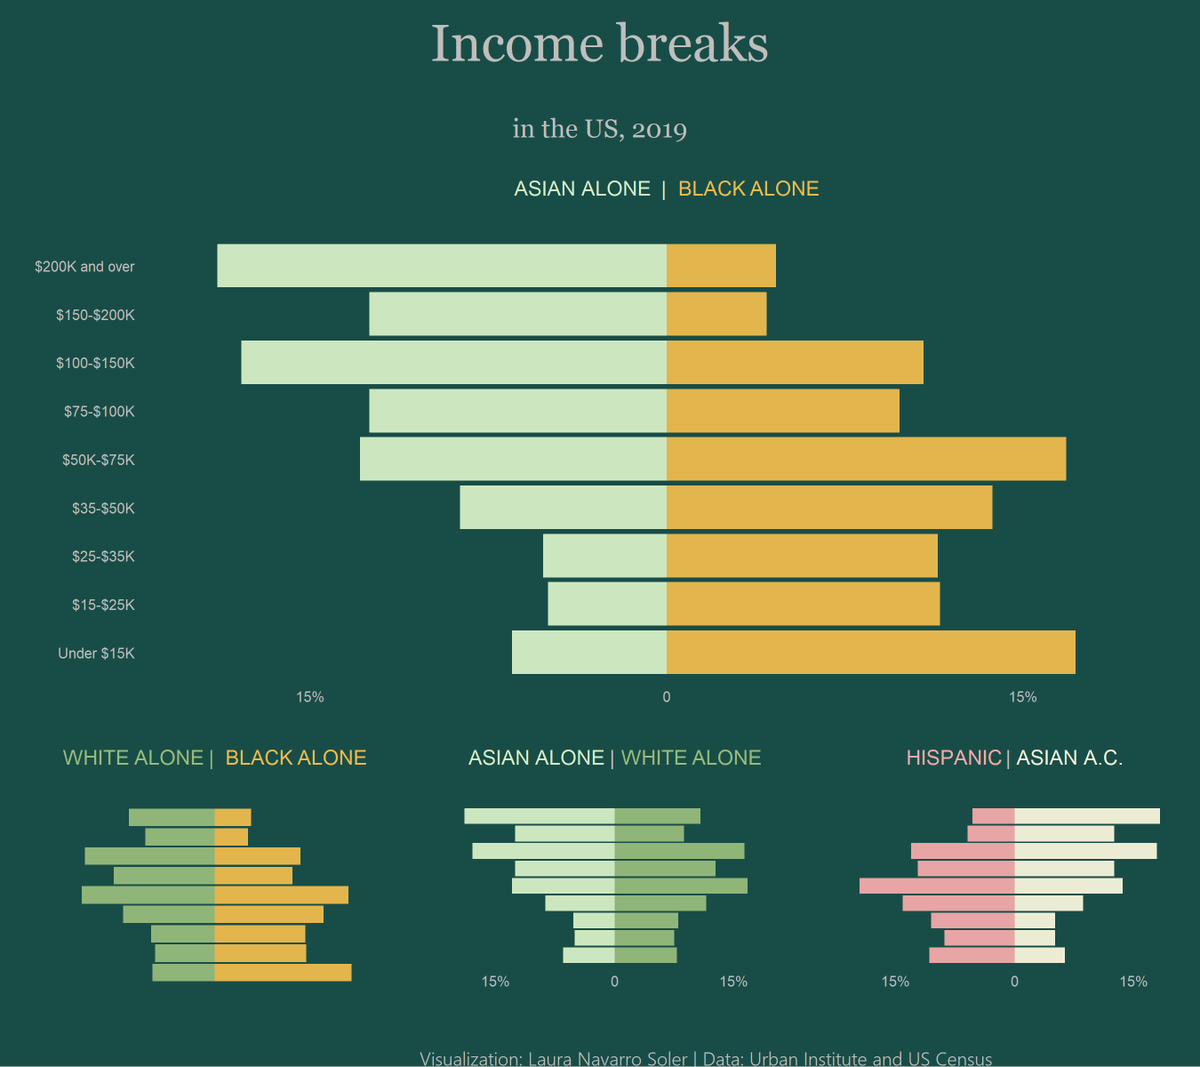 Income breaks
in the US, 2019
ASIAN ALONE | BLACK ALONE
$200K and over
$150-$200K
$100-$150K
$75-$100K
$50K-$75K
$35-$50K
$25-$35K
$15-$25K
Under $15K
15% 0 15%
WHITE ALONE | BLACK ALONE
ASIAN ALONE | WHITE ALONE
HISPANIC | ASIAN A.C.
15% 0 15%
15% 0 15%
Visualization: Laura Navarro Soler | Data: Urban Institute and US Census